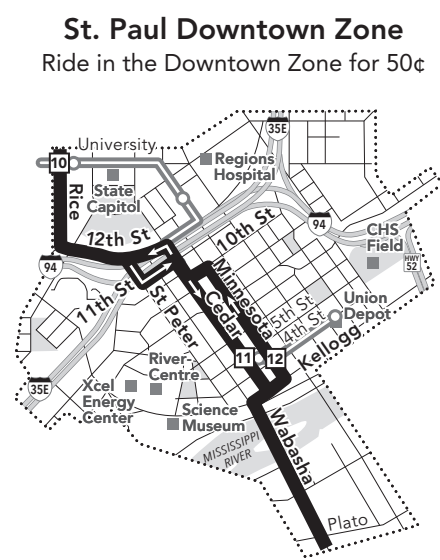 St. Paul Downtown Zone
Ride in the Downtown Zone for 50¢
35E
University
10
Regions
Hospital
State
Capitol
Rice
94
10th St
12th St
CHS
Field
HWY
52
94
11th St
St Peter
Cedar
Minnesota
5th St
4th St
Union
Depot
Kellogg
11
12
River-
Centre
35E
Xcel
Energy
Center
Science
Museum
Wabasha
MISSISSIPPI
RIVER
Plato